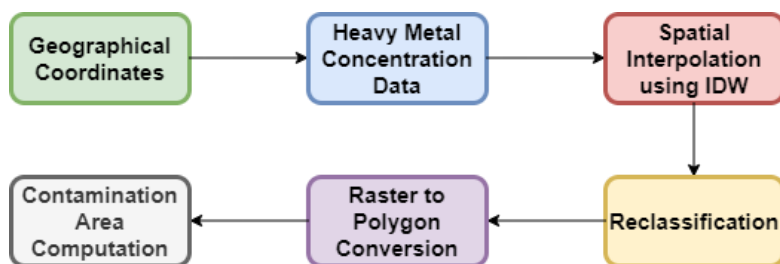 Geographical
Coordinates
Heavy Metal
Concentration
Data
Spatial
Interpolation
using IDW
Reclassification
Raster to
Polygon
Conversion
Contamination
Area
Computation